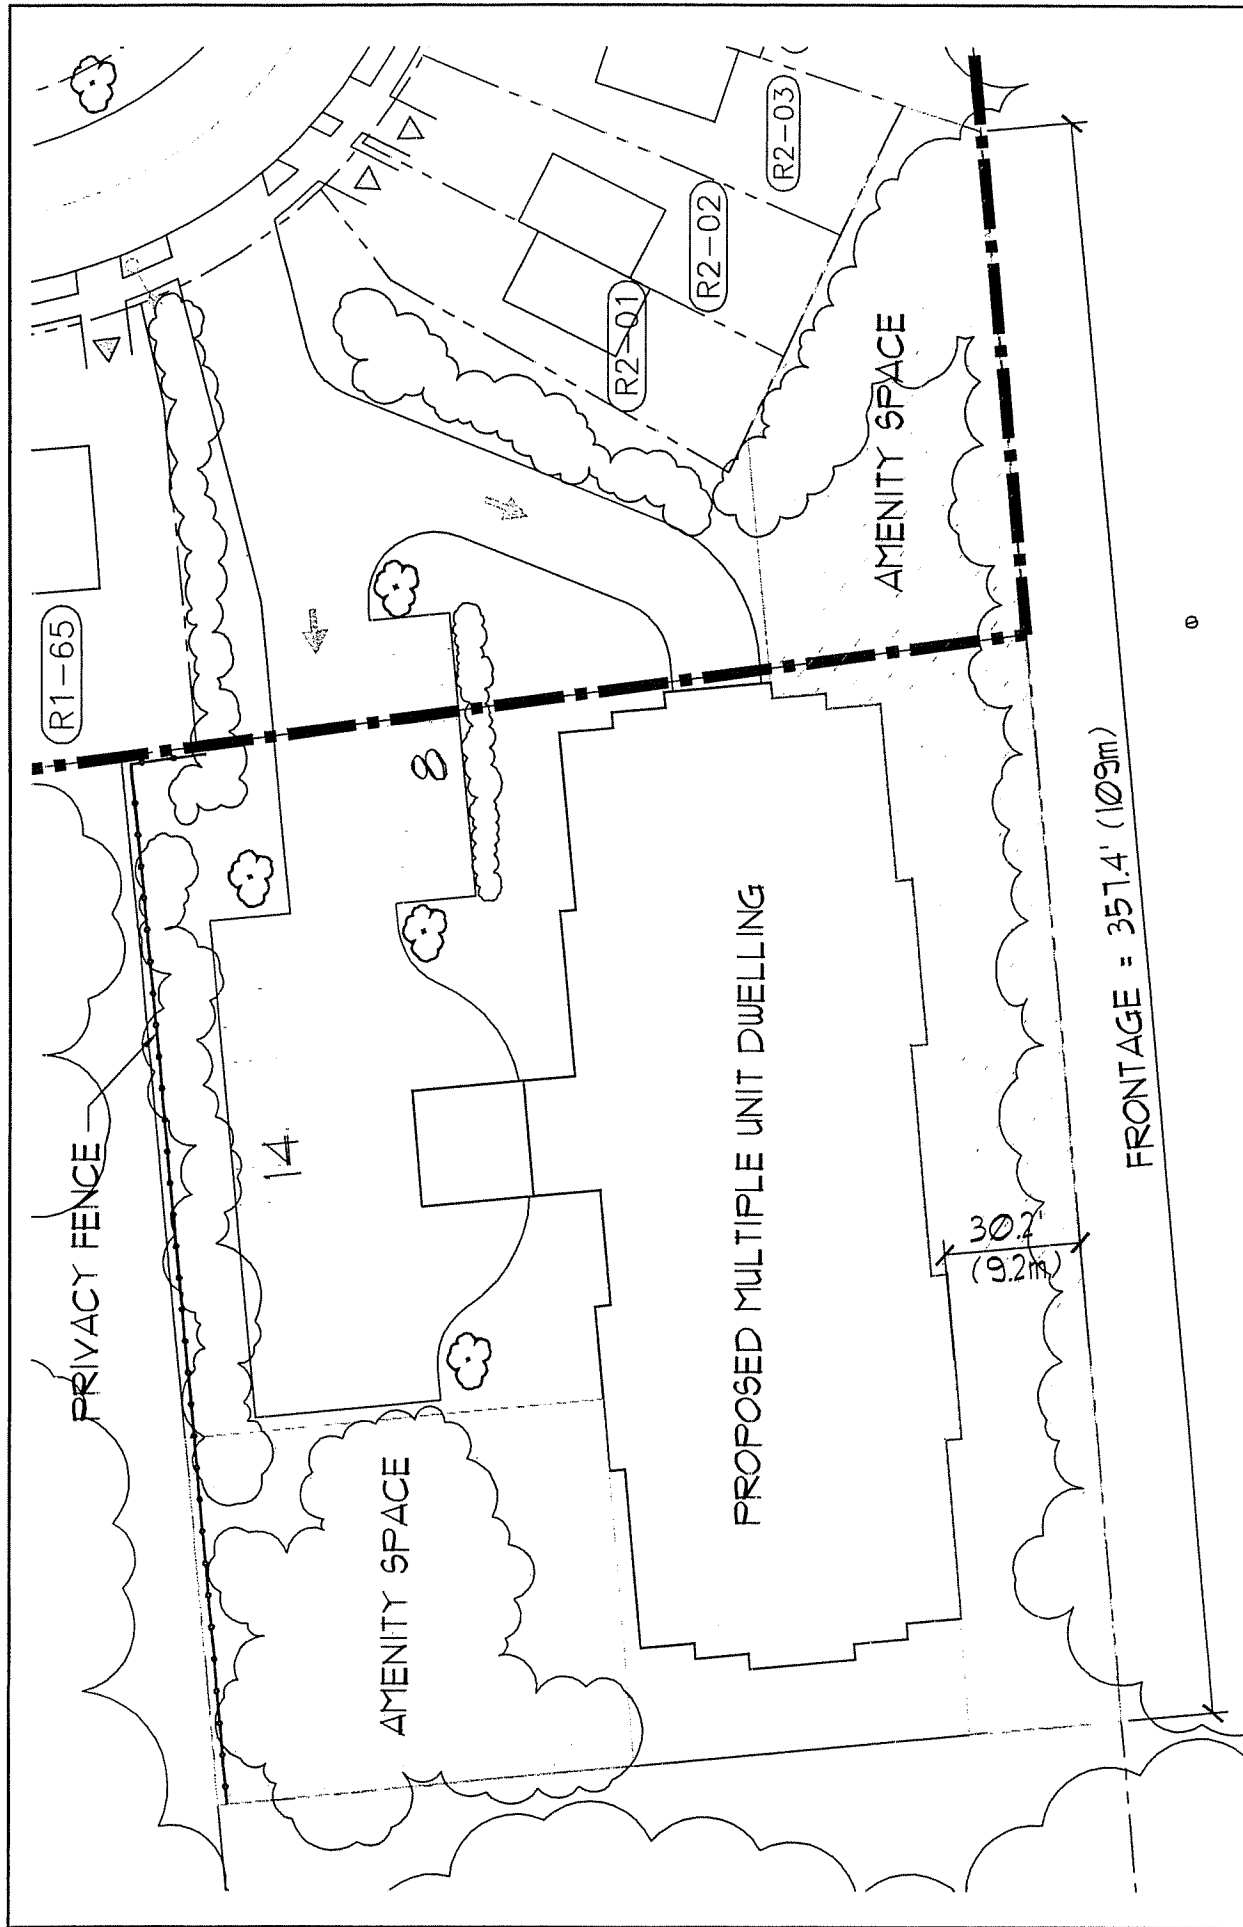 R1-65
R2-01
R2-02
R2-03
PRIVACY FENCE
14
8
AMENITY SPACE
AMENITY SPACE
PROPOSED MULTIPLE UNIT DWELLING
30.2'
(9.2m)
FRONTAGE = 357.4' (109m)